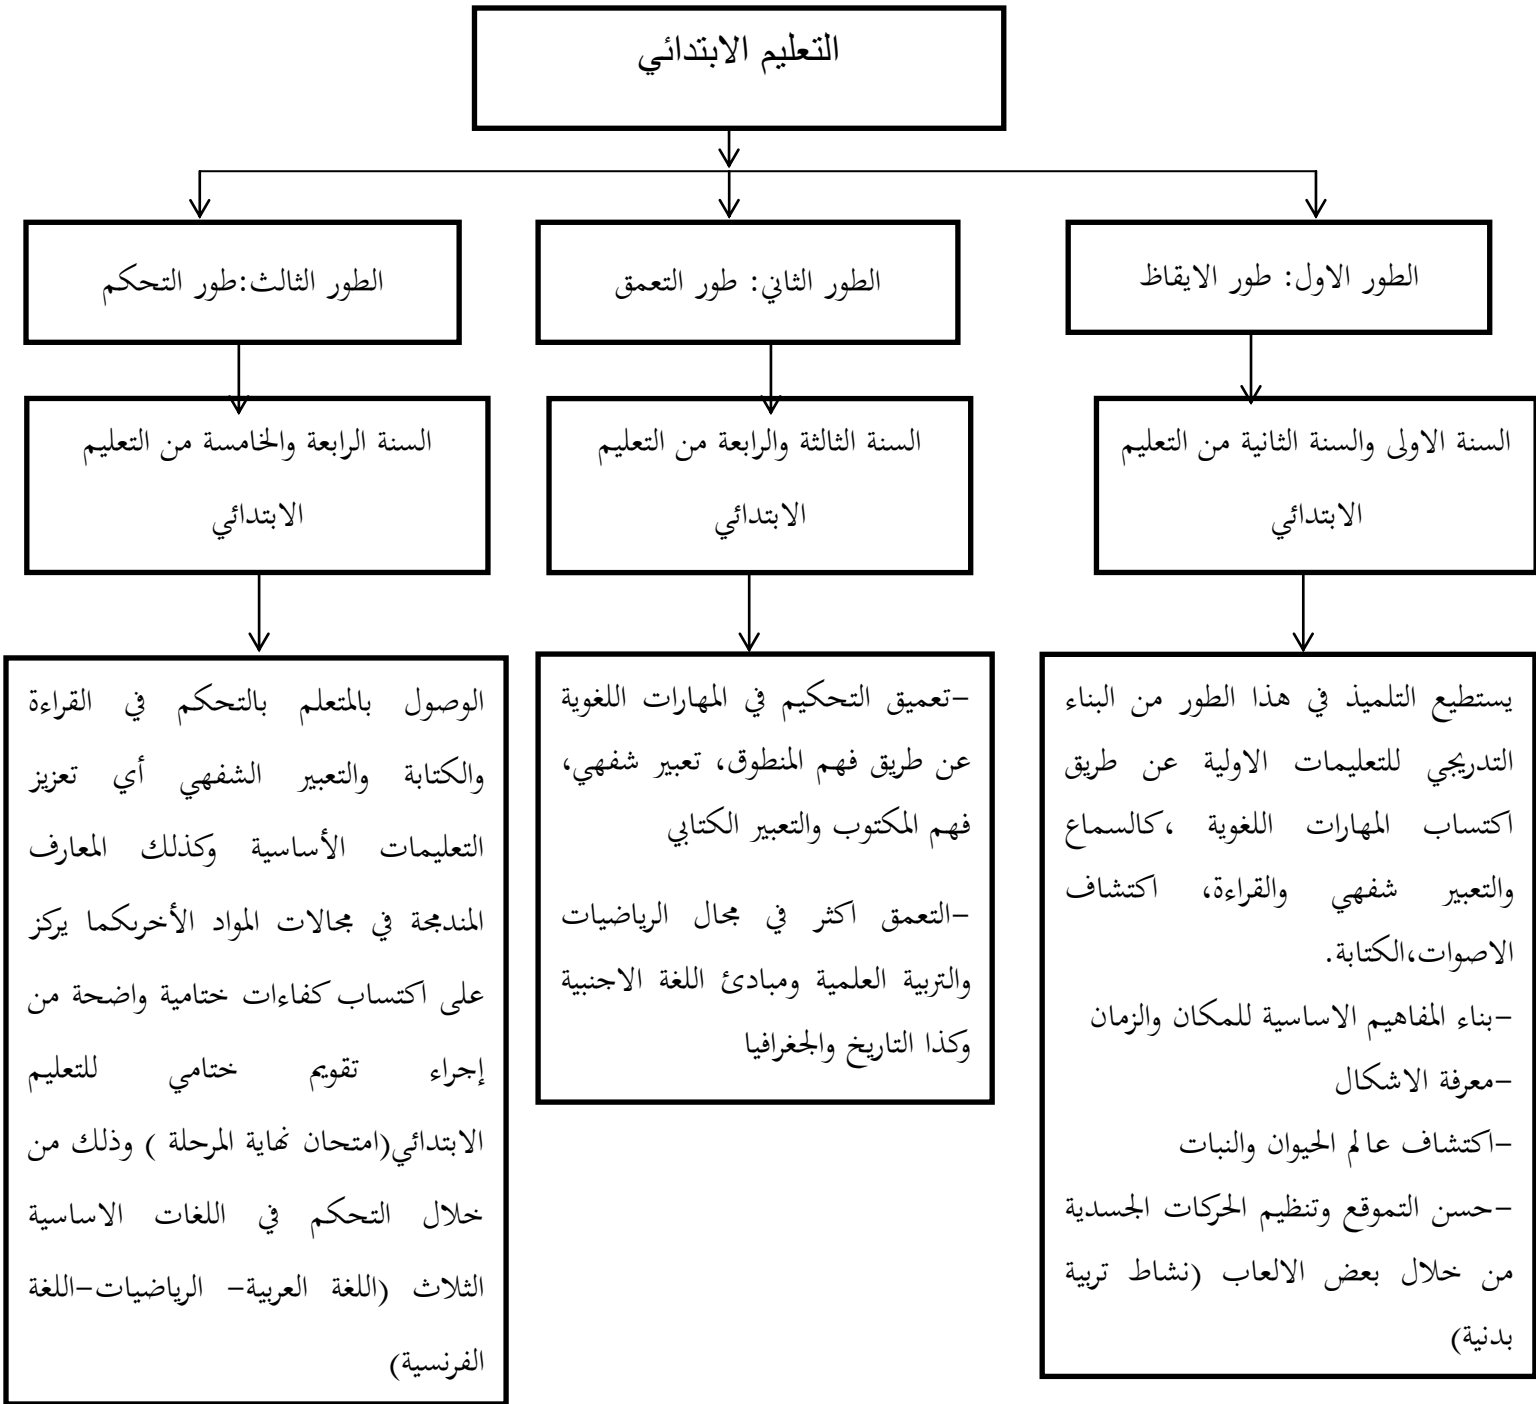 التعليم الابتدائي
الطور الاول: طور الايقاظ
الطور الثاني: طور التعمق
الطور الثالث:طور التحكم
السنة الاولى والسنة الثانية من التعليم
الابتدائي
السنة الثالثة والرابعة من التعليم
الابتدائي
السنة الرابعة والخامسة من التعليم
الابتدائي
يستطيع التلميذ في هذا الطور من البناء
التدريجي للتعليمات الاولية عن طريق
اكتساب المهارات اللغوية ،كالسماع
والتعبير شفهي والقراءة، اكتشاف
الاصوات،الكتابة.
-بناء المفاهيم الاساسية للمكان والزمان
-معرفة الاشكال
-اكتشاف عالم الحيوان والنبات
-حسن التموقع وتنظيم الحركات الجسدية
من خلال بعض الالعاب (نشاط تربية
بدنية)
-تعميق التحكيم في المهارات اللغوية
عن طريق فهم المنطوق، تعبير شفهي،
فهم المكتوب والتعبير الكتابي
-التعمق اكثر في مجال الرياضيات
والتربية العلمية ومبادئ اللغة الاجنبية
وكذا التاريخ والجغرافيا
الوصول بالمتعلم بالتحكم في القراءة
والكتابة والتعبير الشفهي أي تعزيز
التعليمات الأساسية وكذلك المعارف
المندمجة في مجالات المواد الأخربكما يركز
على اكتساب كفاءات ختامية واضحة من
إجراء تقويم ختامي للتعليم
الابتدائي(امتحان نهاية المرحلة ) وذلك من
خلال التحكم في اللغات الاساسية
الثلاث (اللغة العربية- الرياضيات-اللغة
الفرنسية)